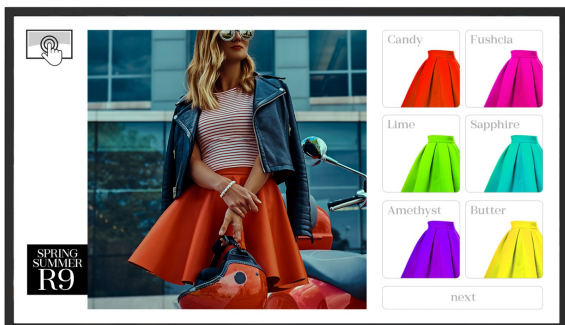 Candy
Fushcia
Lime
Sapphire
Amethyst
Butter
SPRING
SUMMER
R9
next